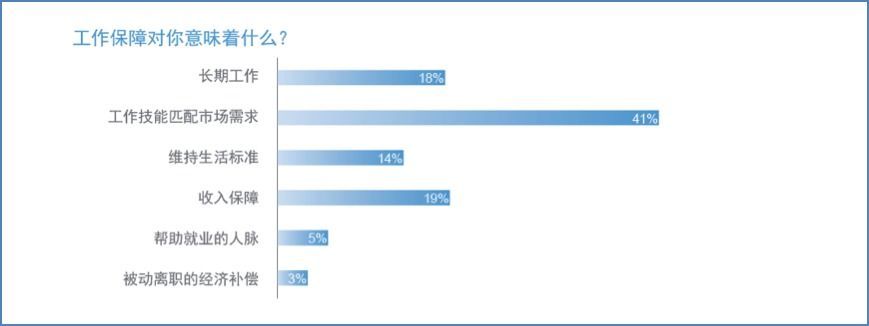 工作保障对你意味着什么?
长期工作
18%
工作技能匹配市场需求
41%
维持生活标准
14%
收入保障
19%
帮助就业的人脉
5%
被动离职的经济补偿
3%